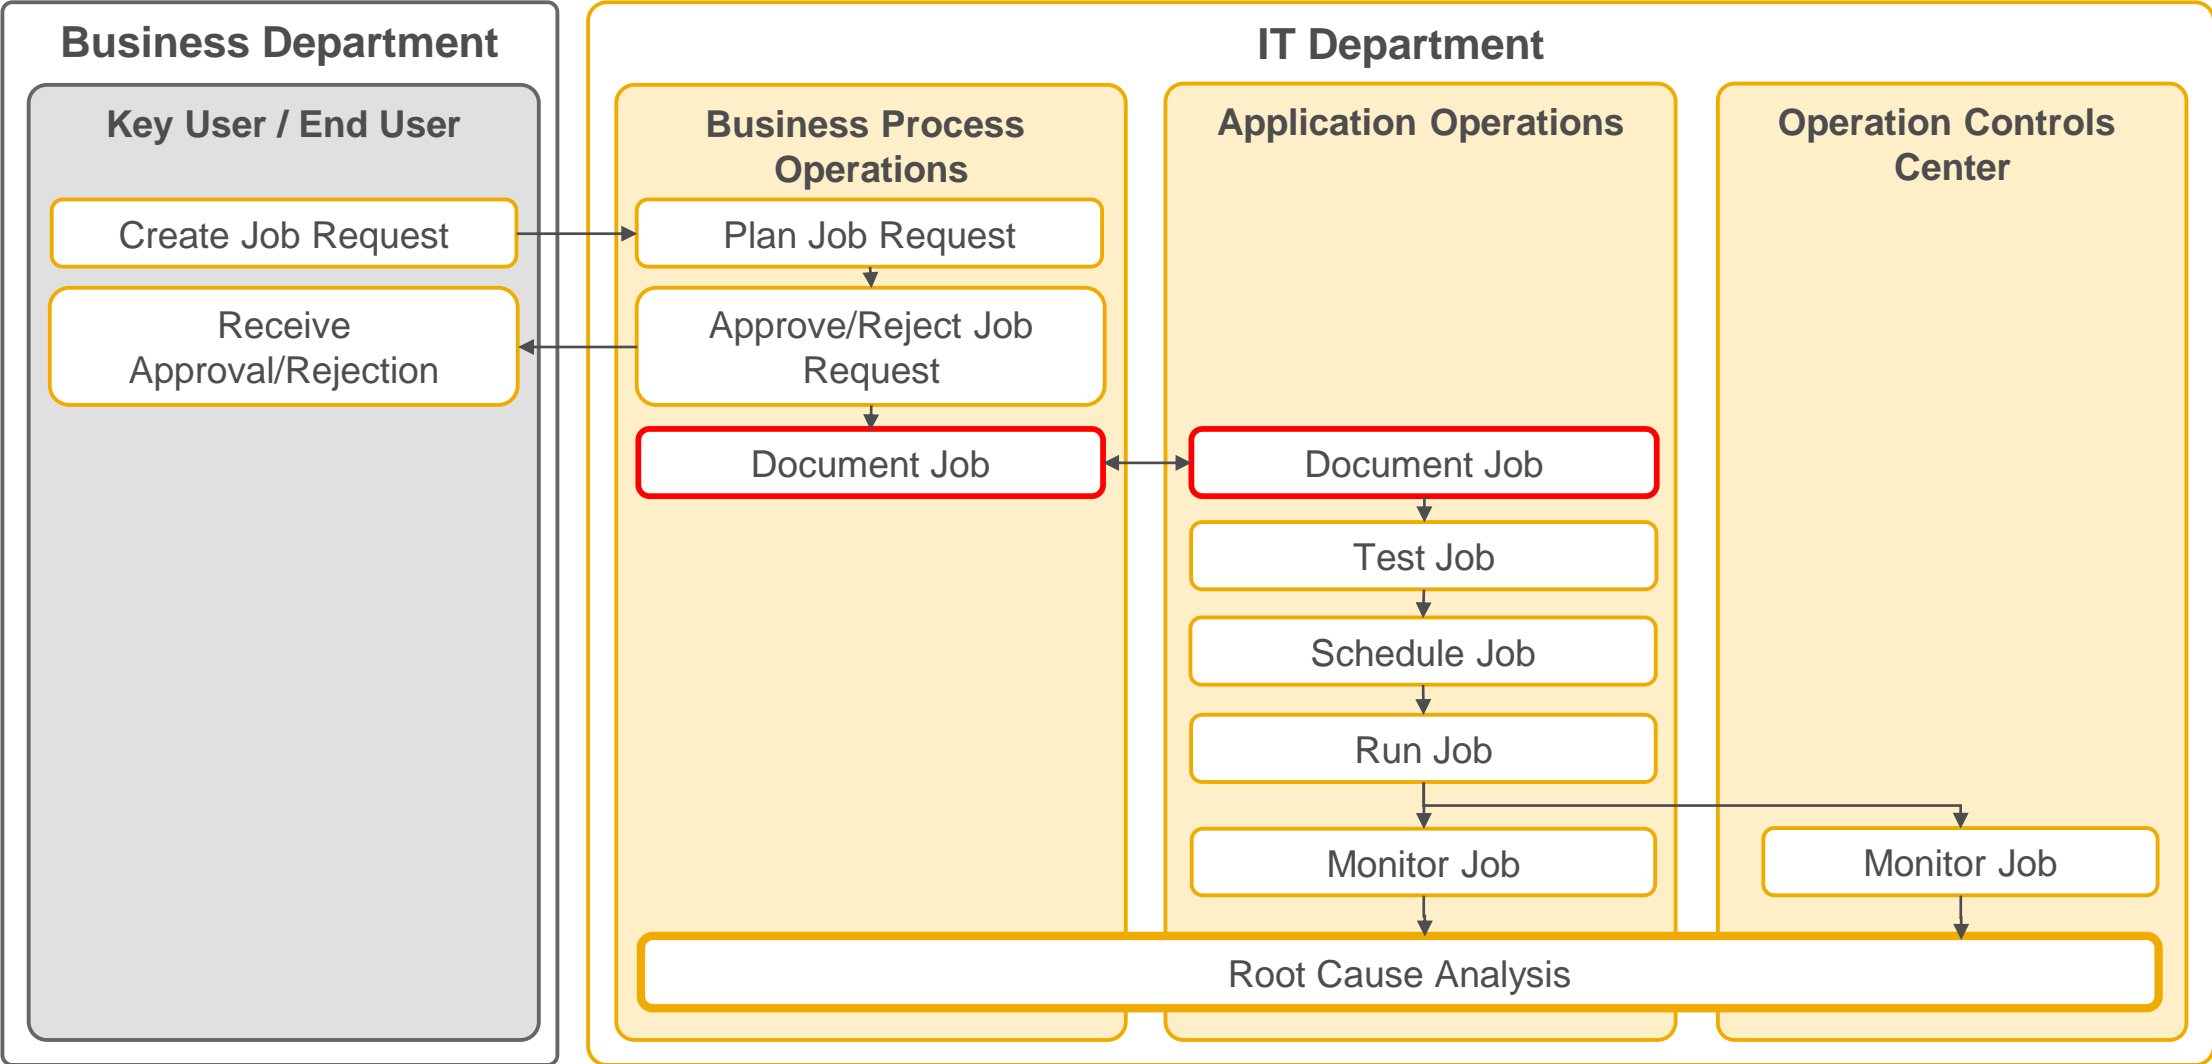 Business Department
Key User / End User
Create Job Request
Receive
Approval/Rejection
IT Department
Business Process
Operations
Plan Job Request
Approve/Reject Job
Request
Document Job
Application Operations
Document Job
Test Job
Schedule Job
Run Job
Monitor Job
Operation Controls
Center
Monitor Job
Root Cause Analysis